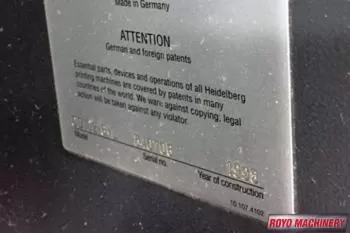 Made in Germany
ATTENTION
German and foreign patents
Essential parts, devices and operations of all Heidelberg
printing machines are covered by patents in many
countries of the world. We warn against copying; legal
action will be taken against any violator.
1998
Model
Serial no.
Year of construction
10.107.4102
ROYO MACHINERY